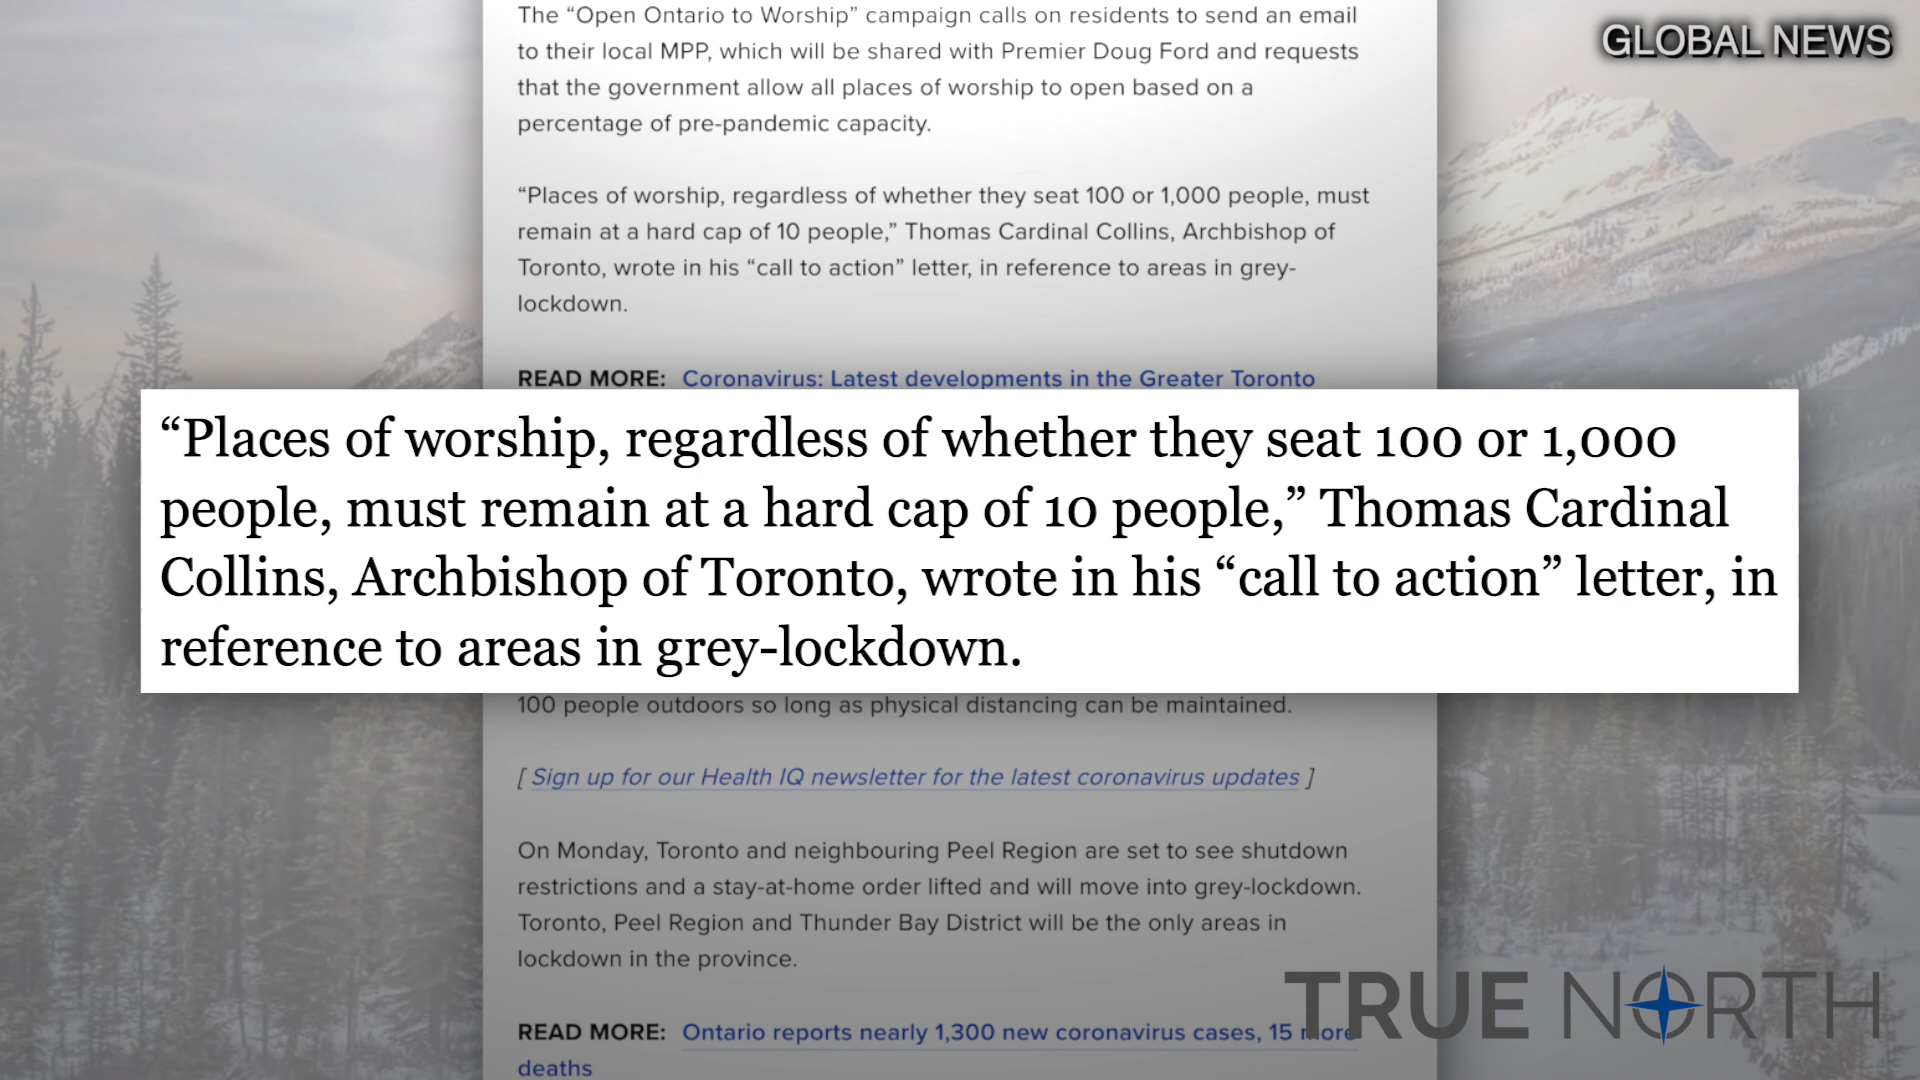 The “Open Ontario to Worship” campaign calls on residents to send an email
to their local MPP, which will be shared with Premier Doug Ford and requests
that the government allow all places of worship to open based on a
percentage of pre-pandemic capacity.
“Places of worship, regardless of whether they seat 100 or 1,000 people, must
remain at a hard cap of 10 people,” Thomas Cardinal Collins, Archbishop of
Toronto, wrote in his “call to action” letter, in reference to areas in grey-
lockdown.
READ MORE: Coronavirus: Latest developments in the Greater Toronto
“Places of worship, regardless of whether they seat 100 or 1,000
people, must remain at a hard cap of 10 people,” Thomas Cardinal
Collins, Archbishop of Toronto, wrote in his “call to action” letter, in
reference to areas in grey-lockdown.
100 people outdoors so long as physical distancing can be maintained.
[ Sign up for our Health IQ newsletter for the latest coronavirus updates ]
On Monday, Toronto and neighbouring Peel Region are set to see shutdown
restrictions and a stay-at-home order lifted and will move into grey-lockdown.
Toronto, Peel Region and Thunder Bay District will be the only areas in
lockdown in the province.
READ MORE: Ontario reports nearly 1,300 new coronavirus cases, 15 more
deaths
GLOBAL NEWS
TRUE NORTH